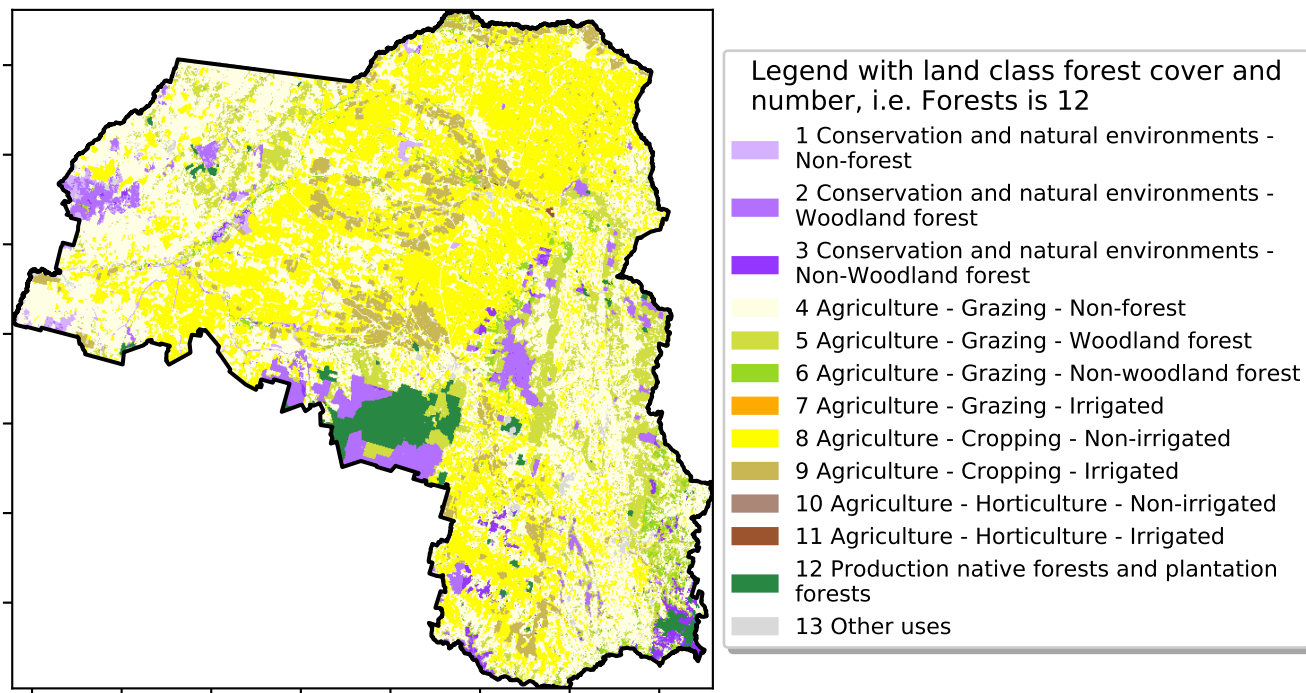 Legend with land class forest cover and
number, i.e. Forests is 12
1 Conservation and natural environments -
Non-forest
2 Conservation and natural environments -
Woodland forest
3 Conservation and natural environments -
Non-Woodland forest
4 Agriculture - Grazing - Non-forest
5 Agriculture - Grazing - Woodland forest
6 Agriculture - Grazing - Non-woodland forest
7 Agriculture - Grazing - Irrigated
8 Agriculture - Cropping - Non-irrigated
9 Agriculture - Cropping - Irrigated
10 Agriculture - Horticulture - Non-irrigated
11 Agriculture - Horticulture - Irrigated
12 Production native forests and plantation
forests
13 Other uses